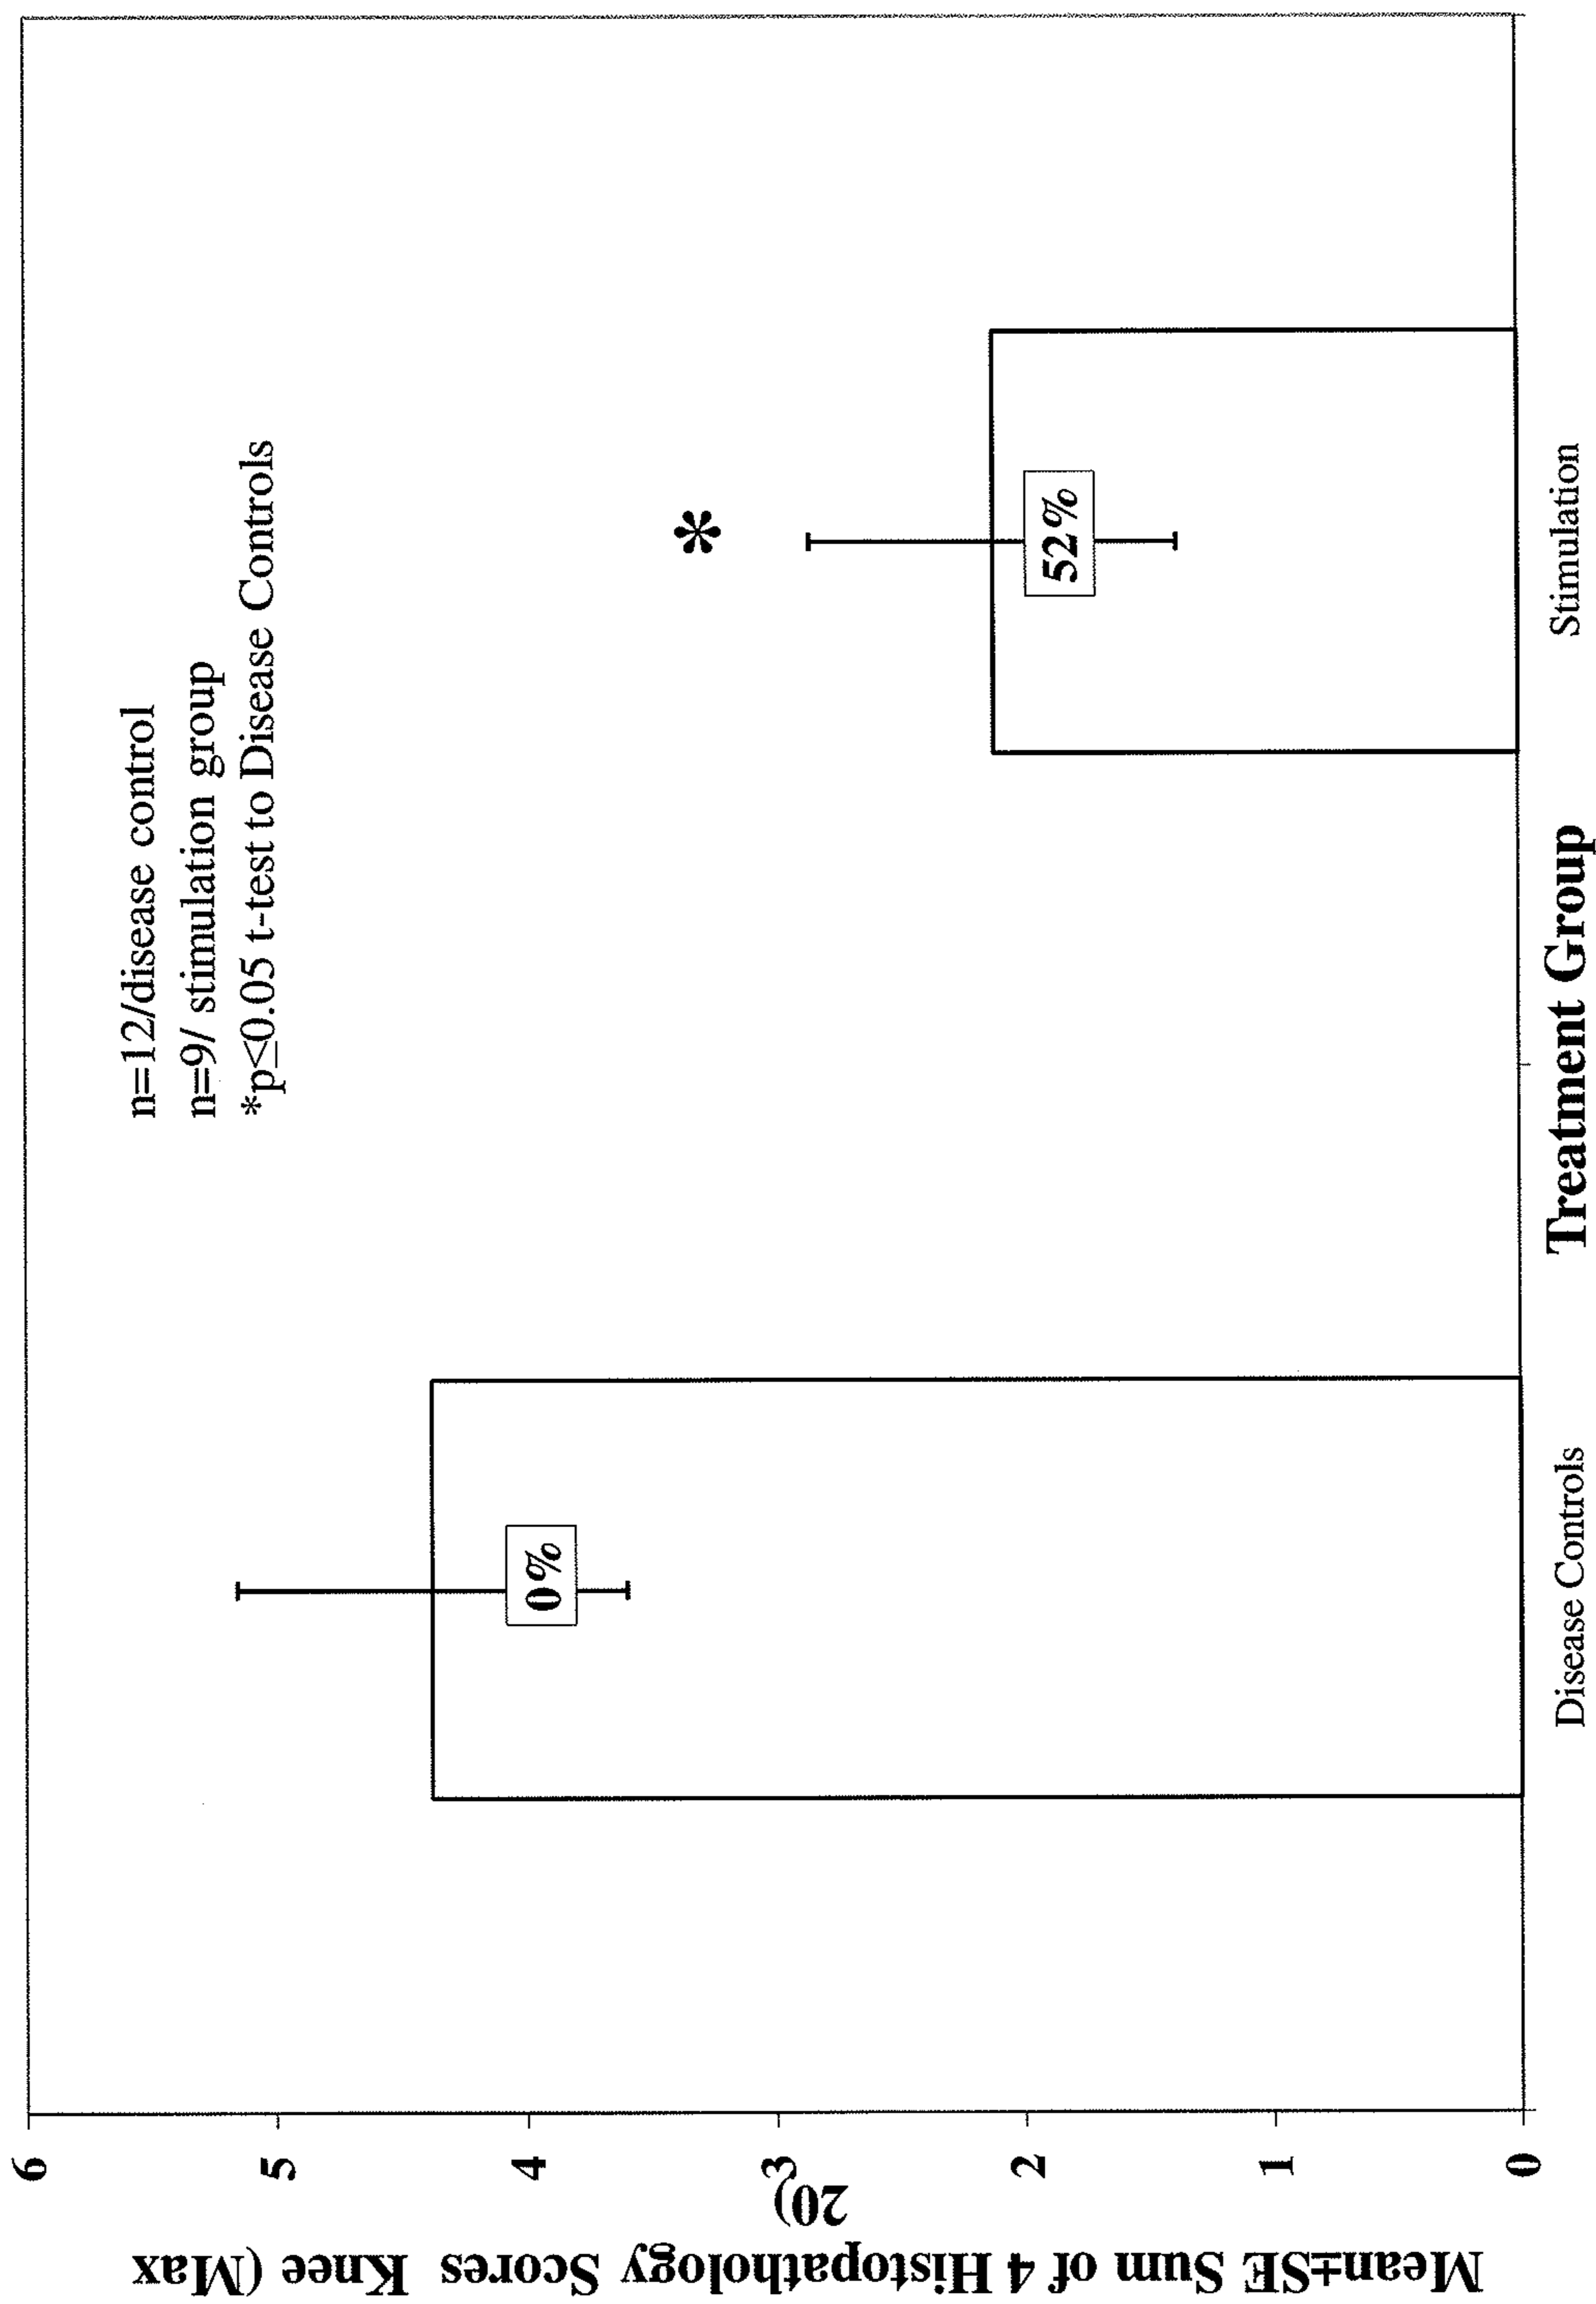 n=12/disease control
n=9/ stimulation group
*p≤0.05 t-test to Disease Controls
Mean±SE Sum of 4 Histopathology Scores Knee (Max
20)
6
5
4
3
2
1
0
0%
*
52%
Disease Controls
Stimulation
Treatment Group